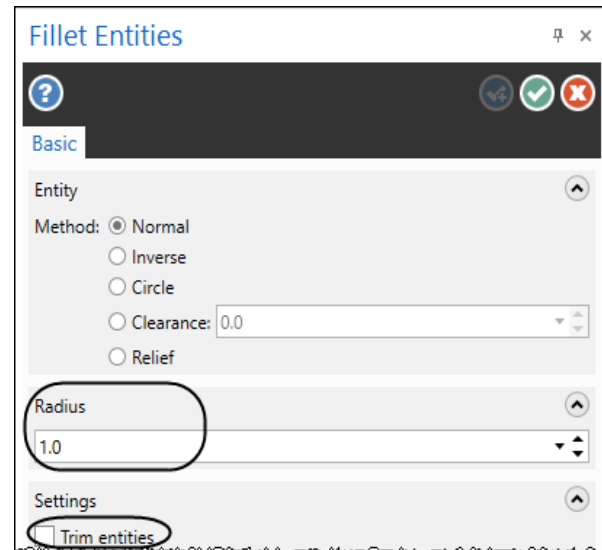 Fillet Entities
Basic
Entity
Method: Normal
Inverse
Circle
Clearance: 0.0
Relief
Radius
1.0
Settings
Trim entities